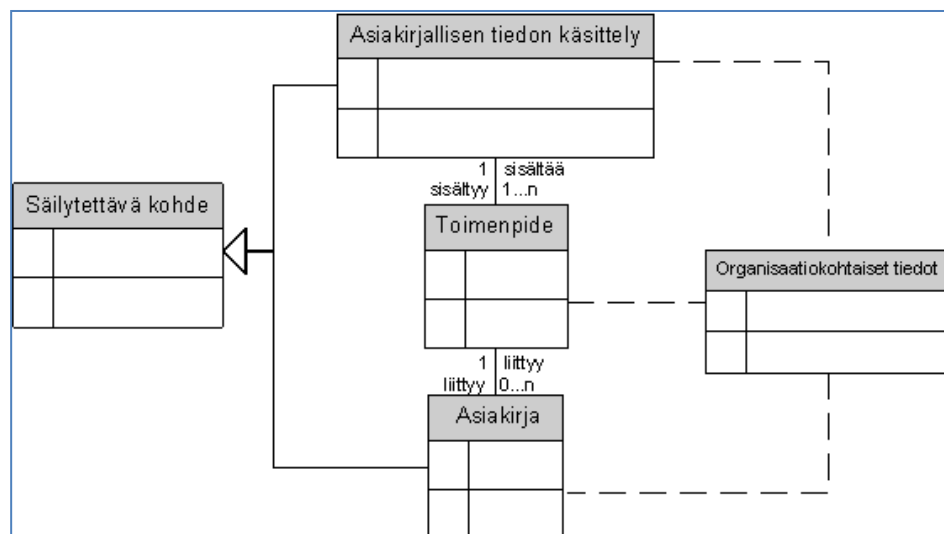 Asiakirjallisen tiedon käsittely
1 sisältää
sisältyy 1...n
Säilytettävä kohde
Toimenpide
Organisaatiokohtaiset tiedot
1 liittyy
liittyy 0...n
Asiakirja